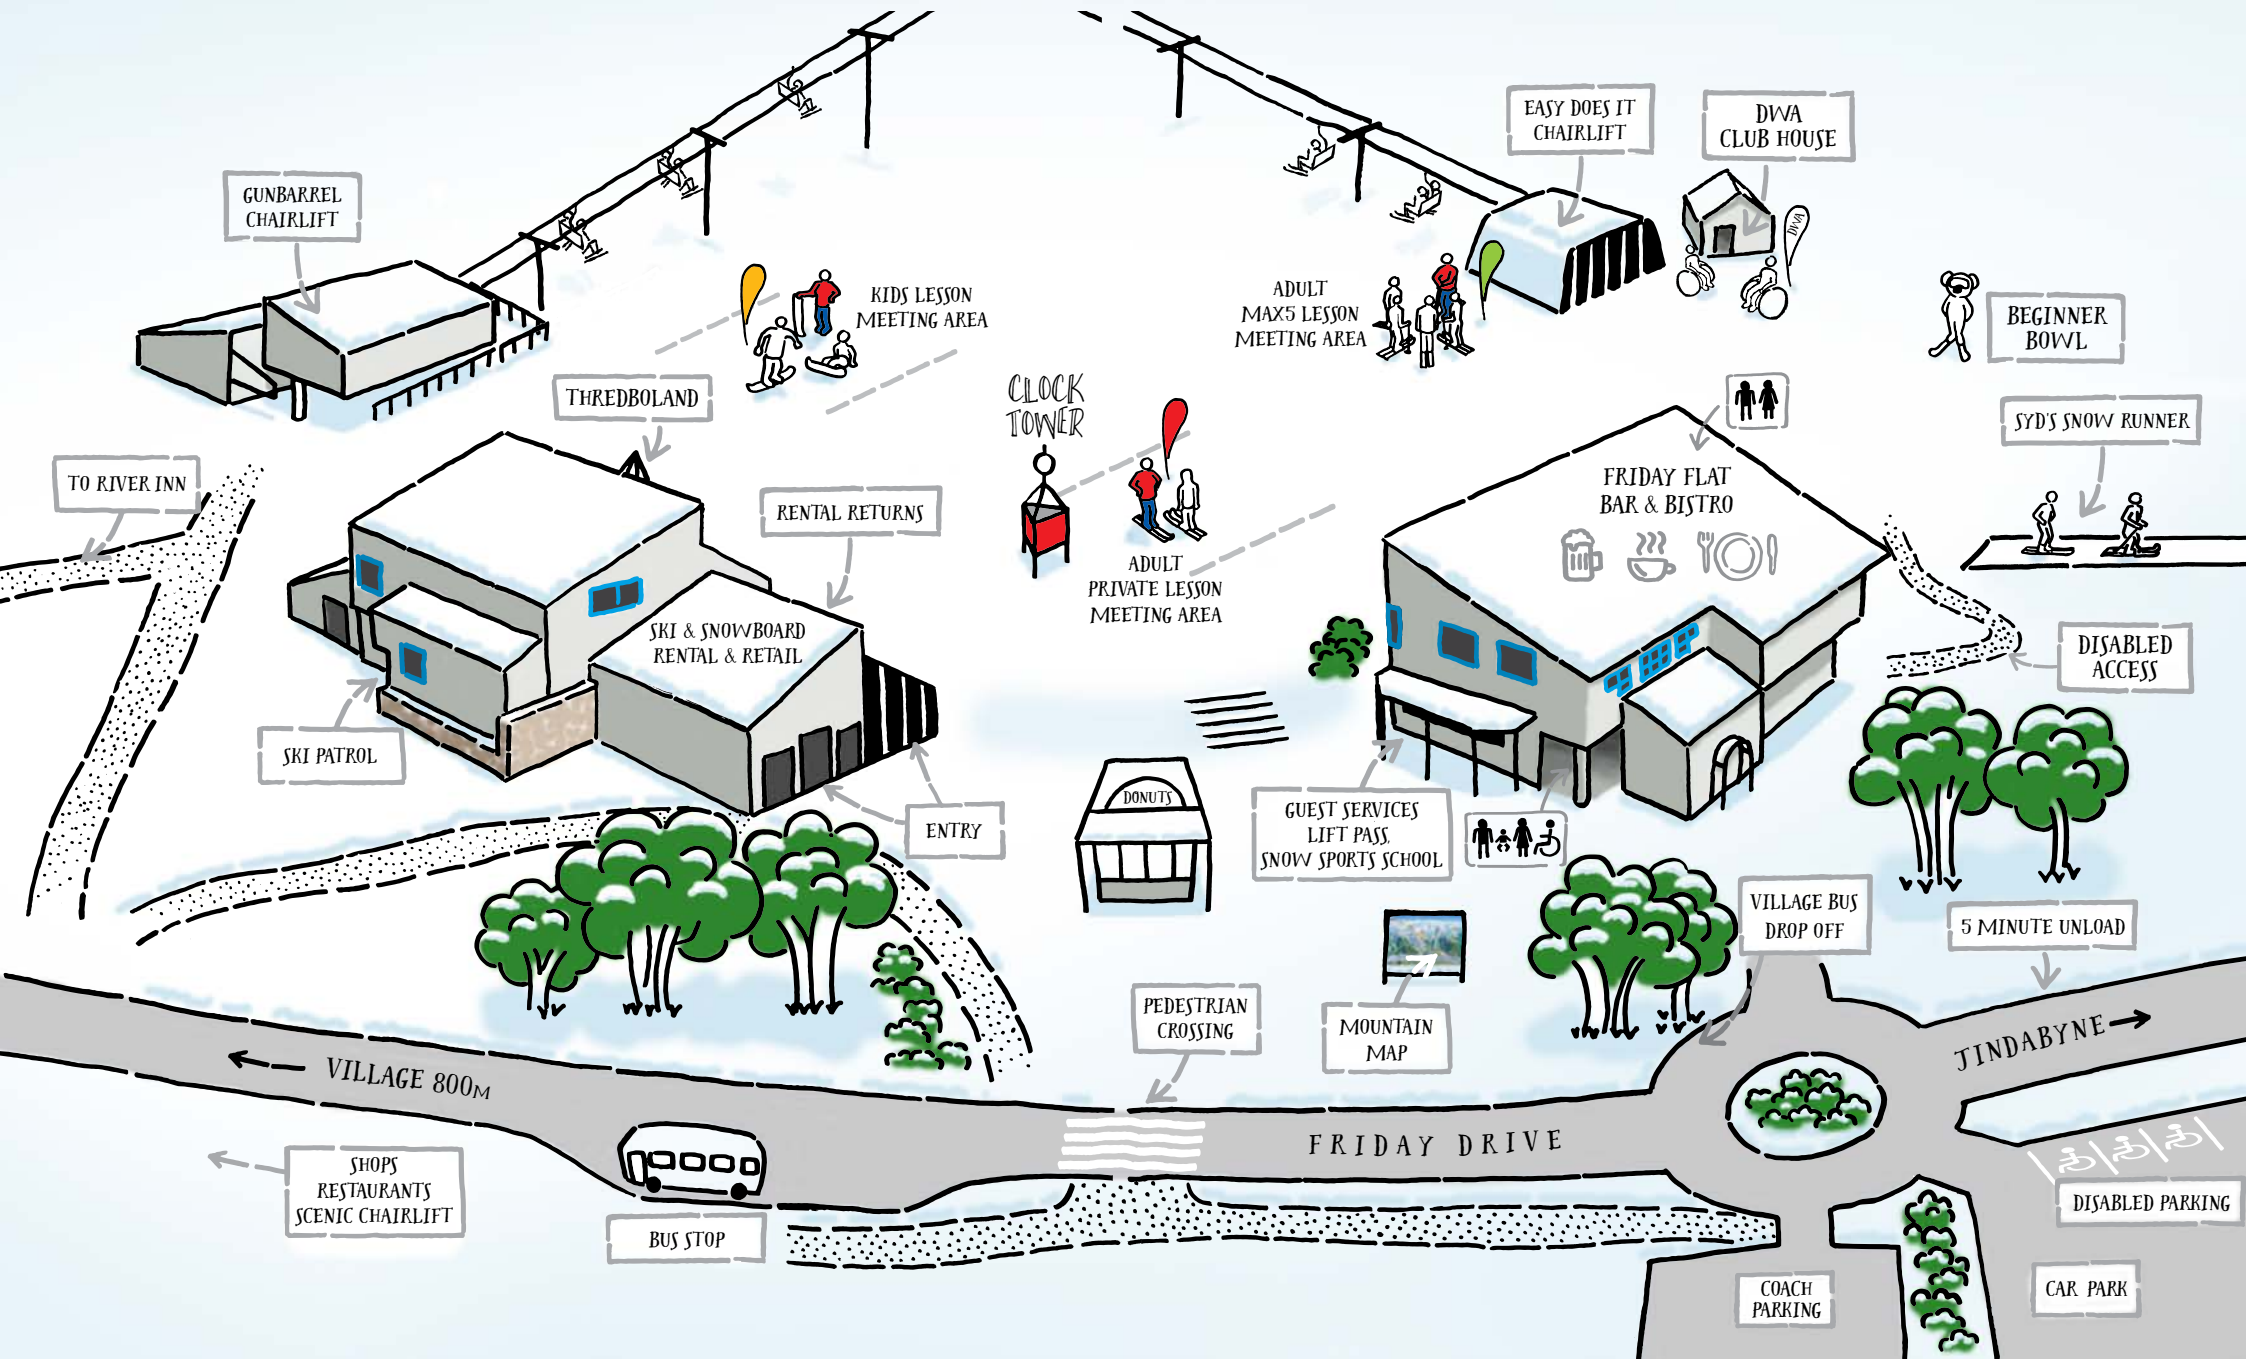 EASY DOES IT
CHAIRLIFT
DWA
CLUB HOUSE
GUNBARREL
CHAIRLIFT
DWA
KIDS LESSON
MEETING AREA
ADULT
MAX5 LESSON
MEETING AREA
BEGINNER
BOWL
THREDBOLAND
CLOCK
TOWER
SYD'S SNOW RUNNER
TO RIVER INN
RENTAL RETURNS
FRIDAY FLAT
BAR & BISTRO
ADULT
PRIVATE LESSON
MEETING AREA
SKI & SNOWBOARD
RENTAL & RETAIL
DISABLED
ACCESS
SKI PATROL
DONUTS
ENTRY
GUEST SERVICES
LIFT PASS,
SNOW SPORTS SCHOOL
VILLAGE BUS
DROP OFF
5 MINUTE UNLOAD
PEDESTRIAN
CROSSING
MOUNTAIN
MAP
JINDABYNE
VILLAGE 800M
FRIDAY DRIVE
SHOPS
RESTAURANTS
SCENIC CHAIRLIFT
BUS STOP
DISABLED PARKING
COACH
PARKING
CAR PARK